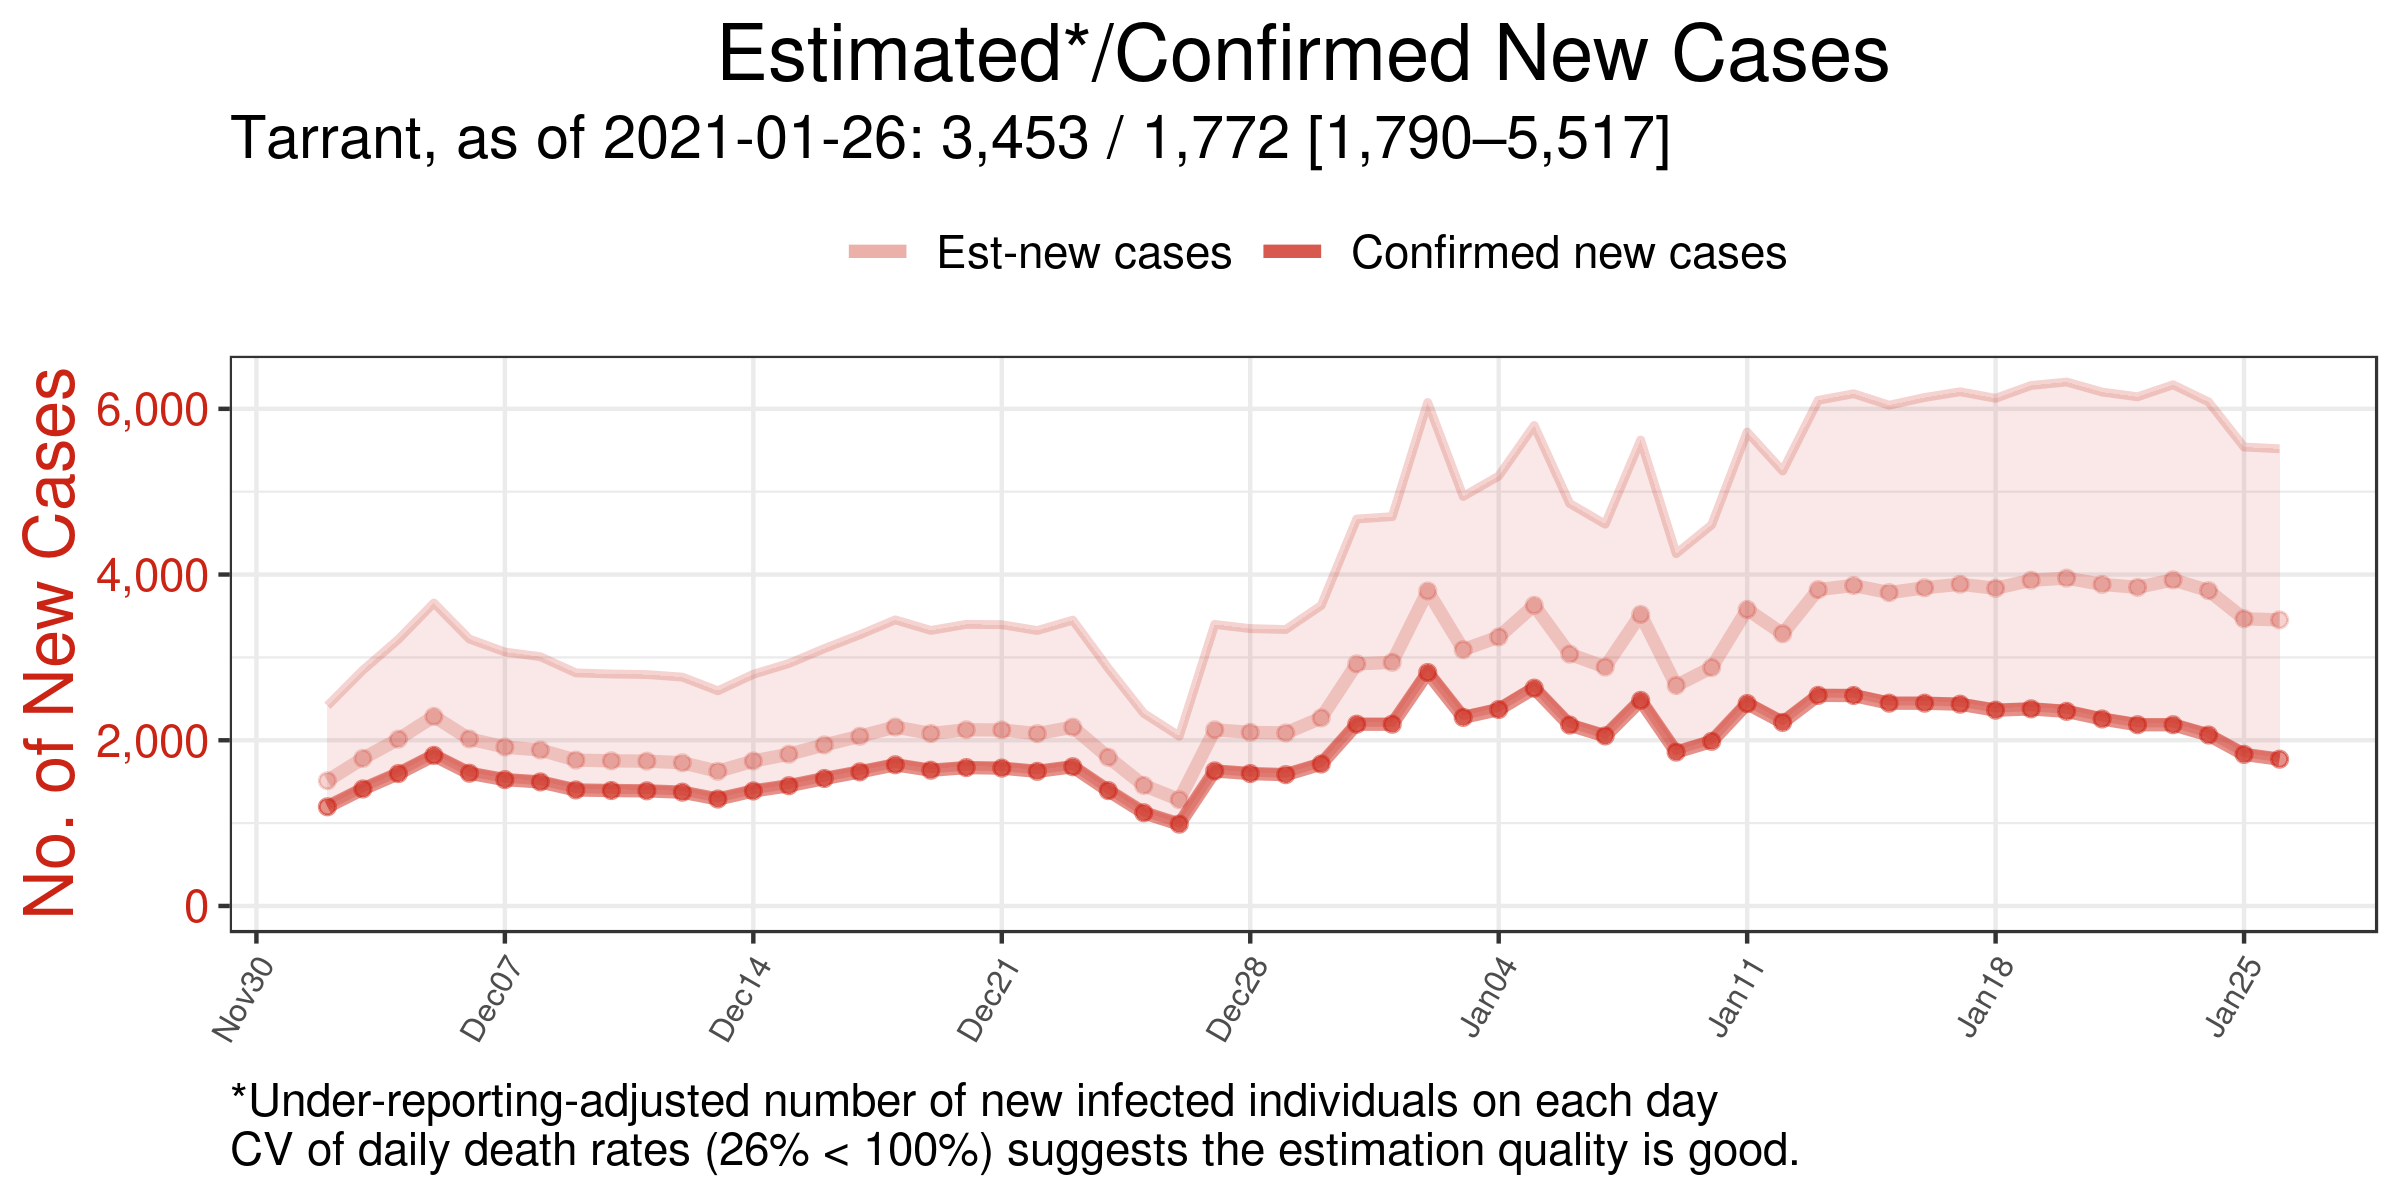 Estimated*/Confirmed New Cases
Tarrant, as of 2021-01-26: 3,453 / 1,772 [1,790–5,517]
Est-new cases
Confirmed new cases
No. of New Cases
6,000
4,000
2,000
0
Nov30
Dec07
Dec14
Dec21
Dec28
Jan04
Jan11
Jan18
Jan25
*Under-reporting-adjusted number of new infected individuals on each day
CV of daily death rates (26% < 100%) suggests the estimation quality is good.